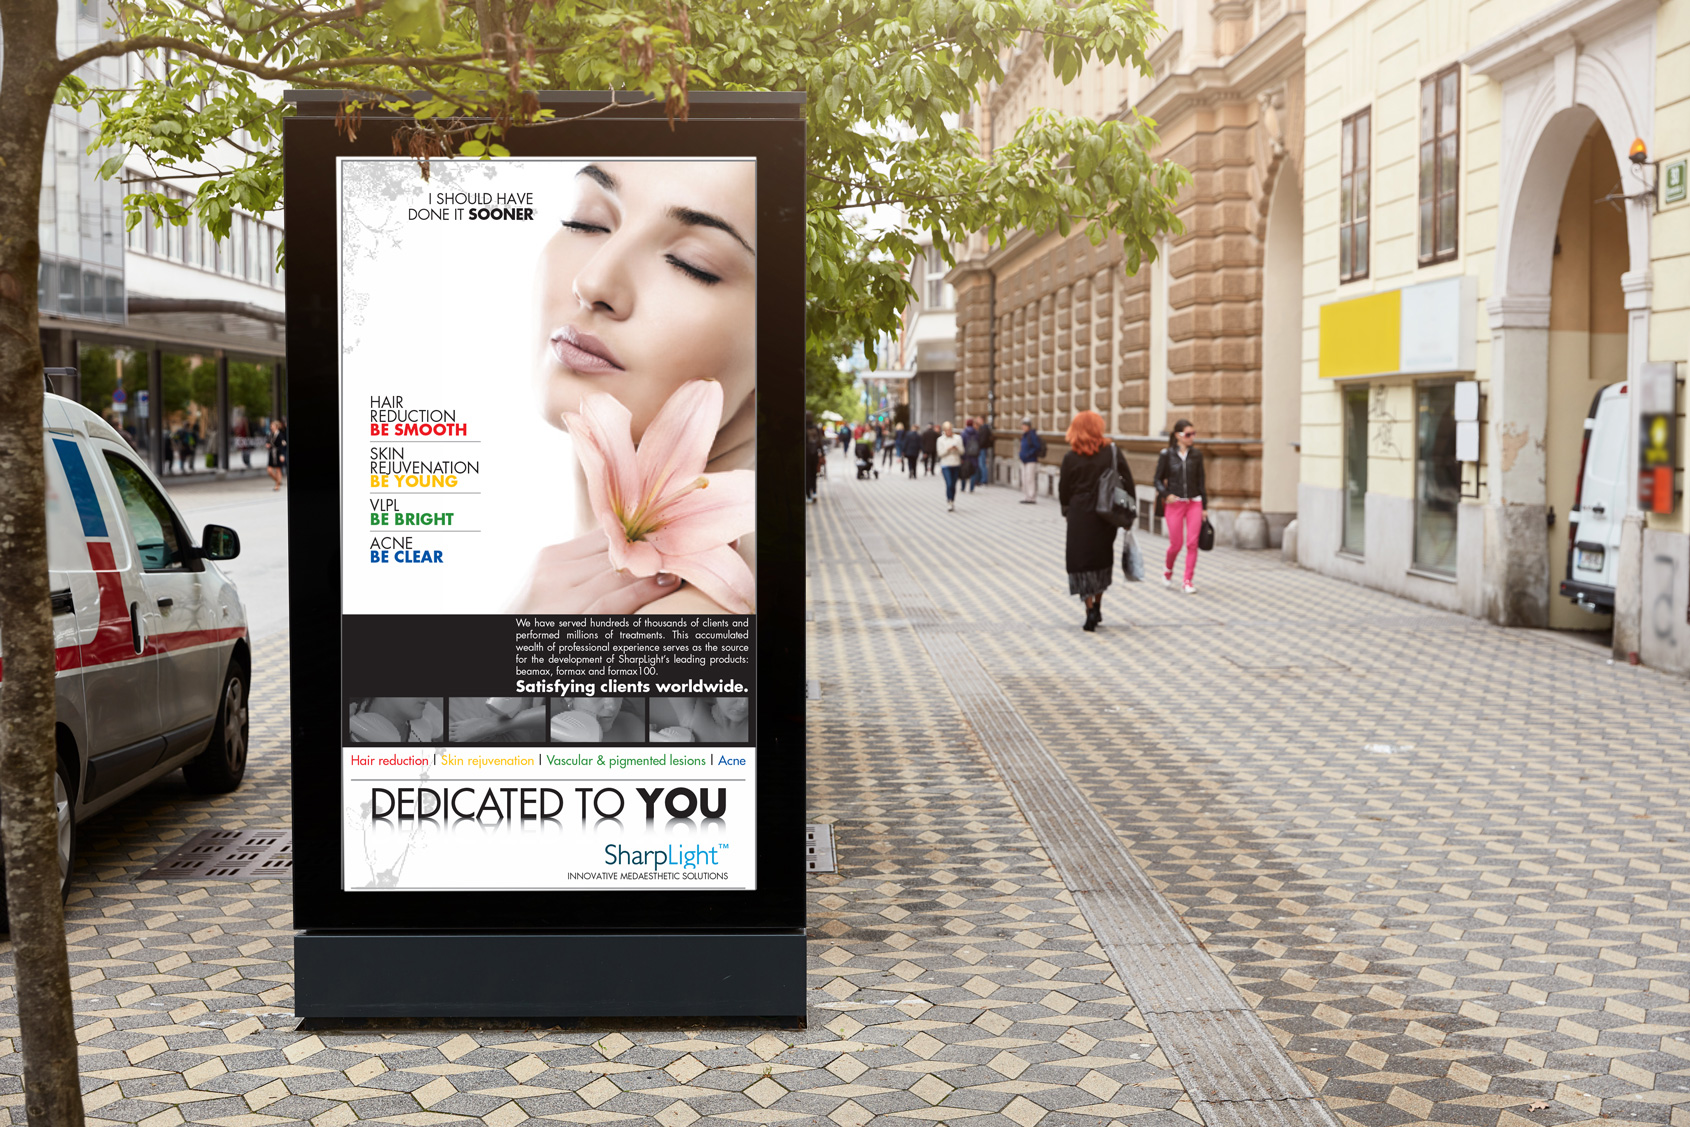 I SHOULD HAVE
DONE IT SOONER
HAIR
REDUCTION
BE SMOOTH
SKIN
REJUVENATION
BE YOUNG
VLPL
BE BRIGHT
ACNE
BE CLEAR
We have served hundreds of thousands of clients and
performed millions of treatments. This accumulated
wealth of professional experience serves as the source
for the development of SharpLight's leading products:
beamax, formax and formax100.
Satisfying clients worldwide.
Hair reduction | Skin rejuvenation | Vascular & pigmented lesions | Acne
DEDICATED TO YOU
SharpLight™
INNOVATIVE MEDAESTHETIC SOLUTIONS